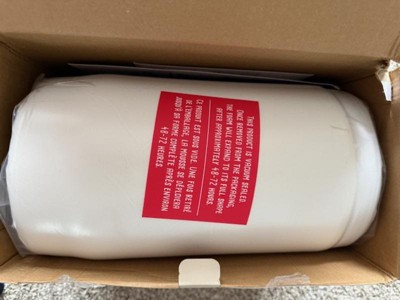 THIS PRODUCT IS VACUUM SEALED.
ONCE REMOVED FROM THE PACKAGING,
THE FOAM WILL EXPAND TO ITS FULL SHAPE
AFTER APPROXIMATELY 48-72 HOURS.
CE PRODUIT EST SOUS VIDE. UNE FOIS RETIRÉ
DE L'EMBALLAGE, LA MOUSSE SE DÉPLOIERA
JUSQU'À SA FORME COMPLÈTE APRÈS ENVIRON
48-72 HEURES.